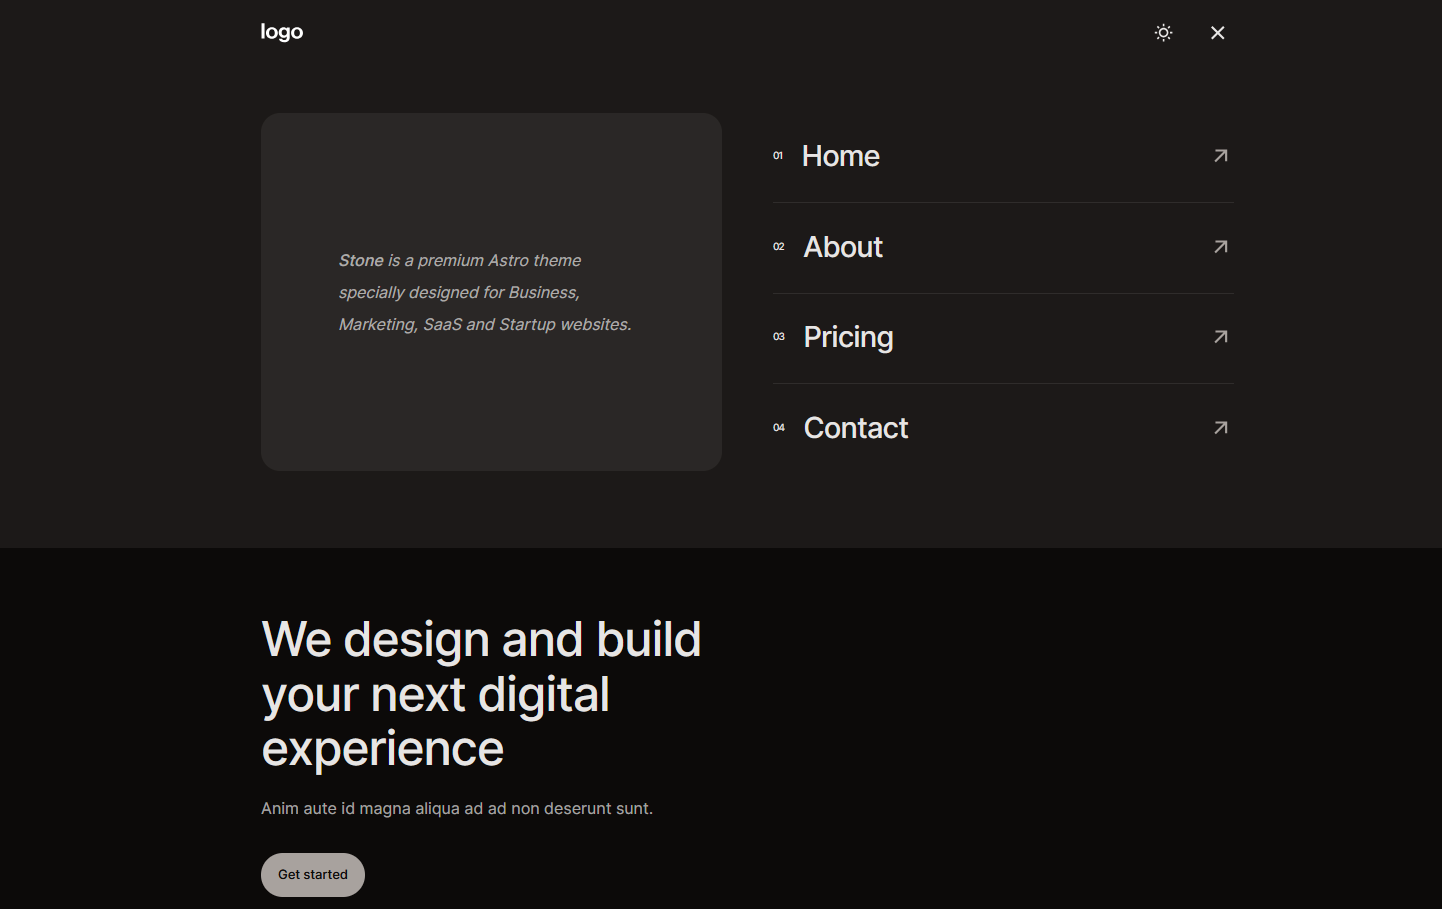 logo
Stone is a premium Astro theme
specially designed for Business,
Marketing, SaaS and Startup websites.
01 Home
02 About
03 Pricing
04 Contact
We design and build
your next digital
experience
Anim aute id magna aliqua ad ad non deserunt sunt.
Get started